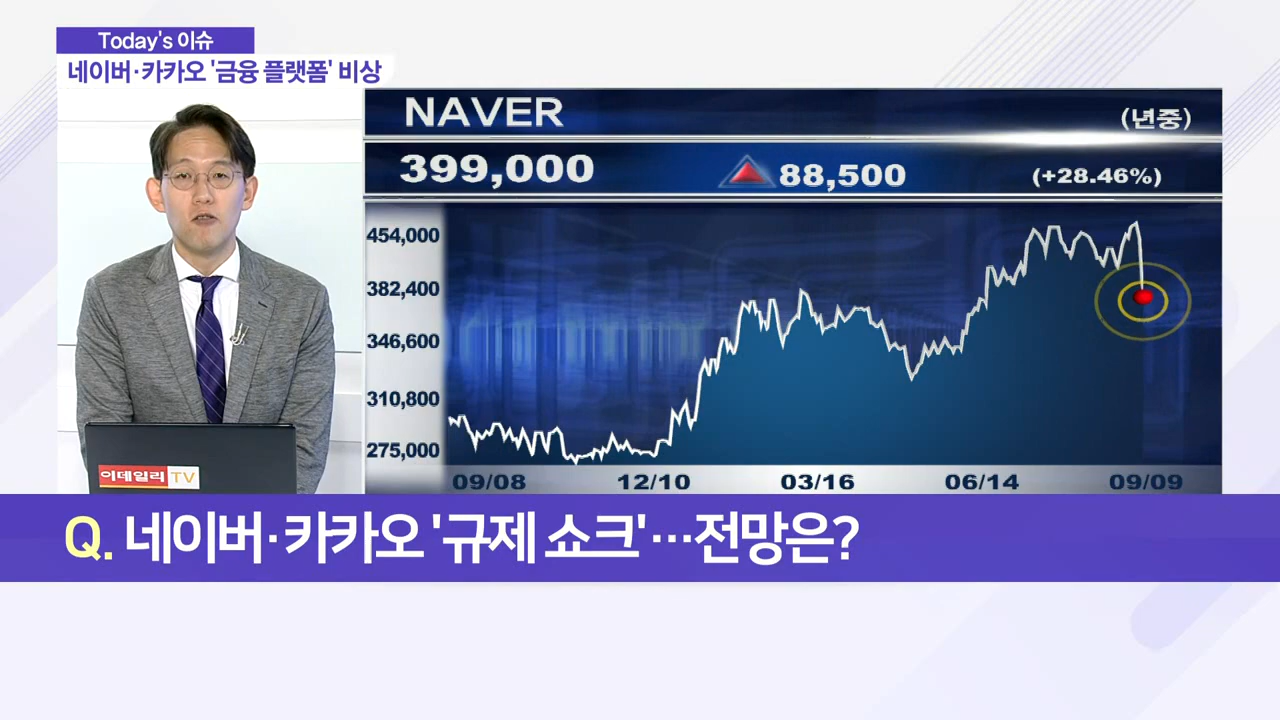 Today's 이슈
네이버·카카오 '금융 플랫폼' 비상
NAVER
(년중)
399,000 88,500 (+28.46%)
454,000
382,400
346,600
310,800
275,000
09/08 12/10 03/16 06/14 09/09
이데일리TV
Q. 네이버·카카오 '규제 쇼크'…전망은?